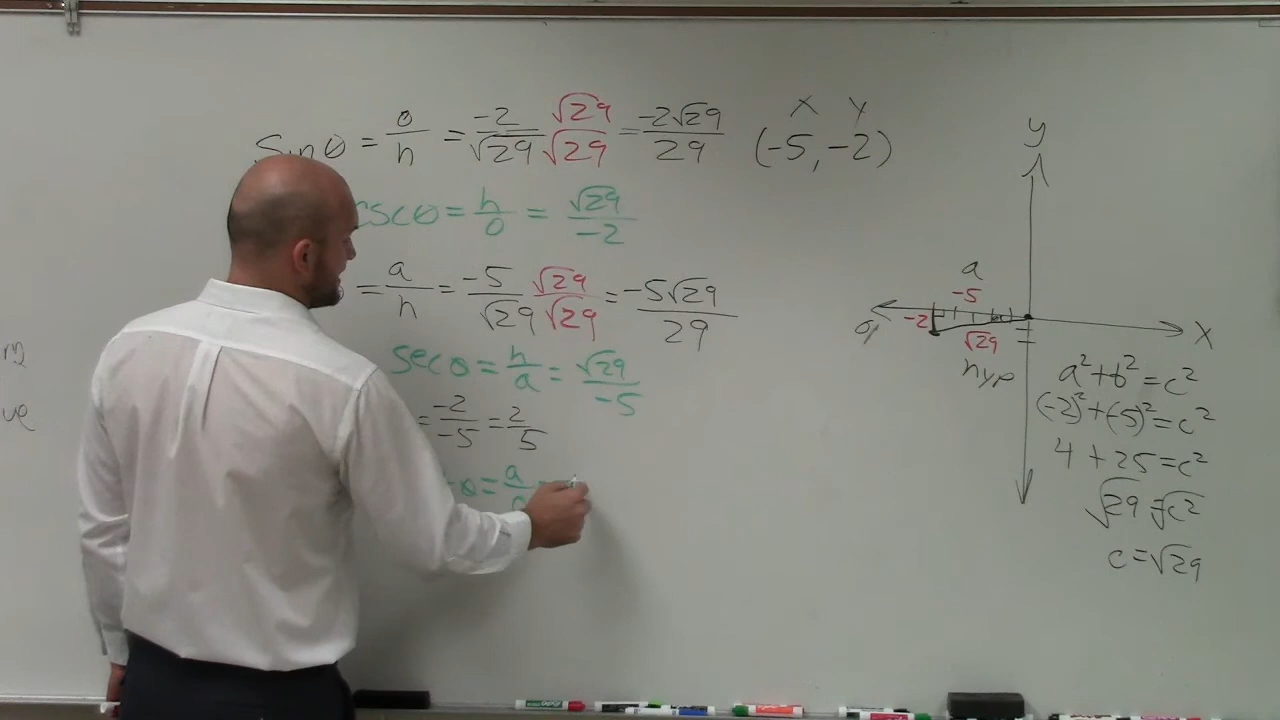 x y
sin θ = o/h = -2/√29 √29/√29 = -2√29/29 (-5, -2)
csc θ = h/o = √29/-2
= a/h = -5/√29 √29/√29 = -5√29/29
sec θ = h/a = √29/-5
= -2/-5 = 2/5
θ = a/o =
y
a
-5
-2
√29
hyp
x
a² + b² = c²
(-2)² + (-5)² = c²
4 + 25 = c²
√29 = √c²
c = √29